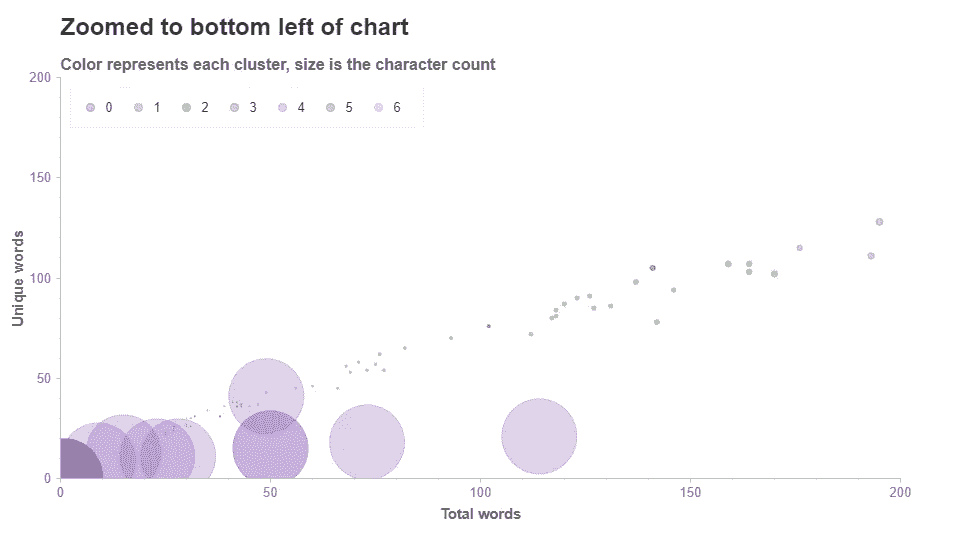 Zoomed to bottom left of chart
Color represents each cluster, size is the character count
200
0 1 2 3 4 5 6
150
100
50
0
Unique words
0 50 100 150 200
Total words